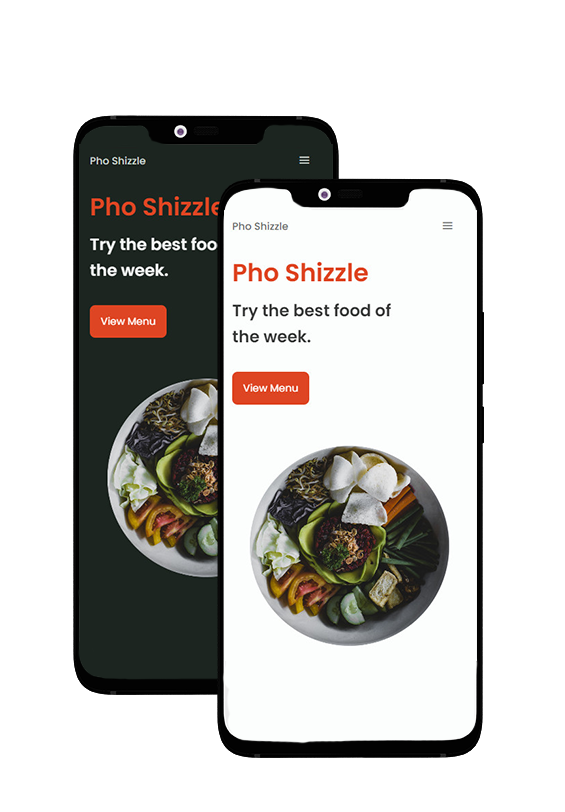 Pho Shizzle
Pho Shizzle
Try the best foo
the week.
View Menu
Pho Shizzle
Pho Shizzle
Try the best food of
the week.
View Menu